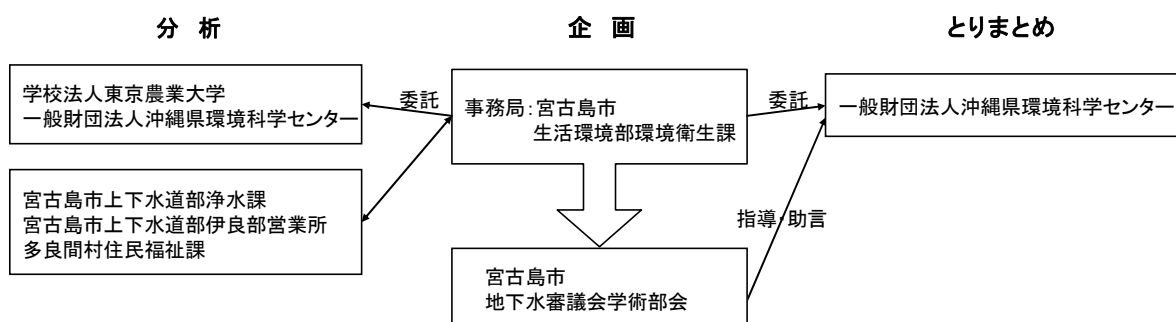 分 析
企 画
とりまとめ
学校法人東京農業大学
一般財団法人沖縄県環境科学センター
委託
事務局：宮古島市
生活環境部環境衛生課
委託
一般財団法人沖縄県環境科学センター
宮古島市上下水道部浄水課
宮古島市上下水道部伊良部営業所
多良間村住民福祉課
指導・助言
宮古島市
地下水審議会学術部会